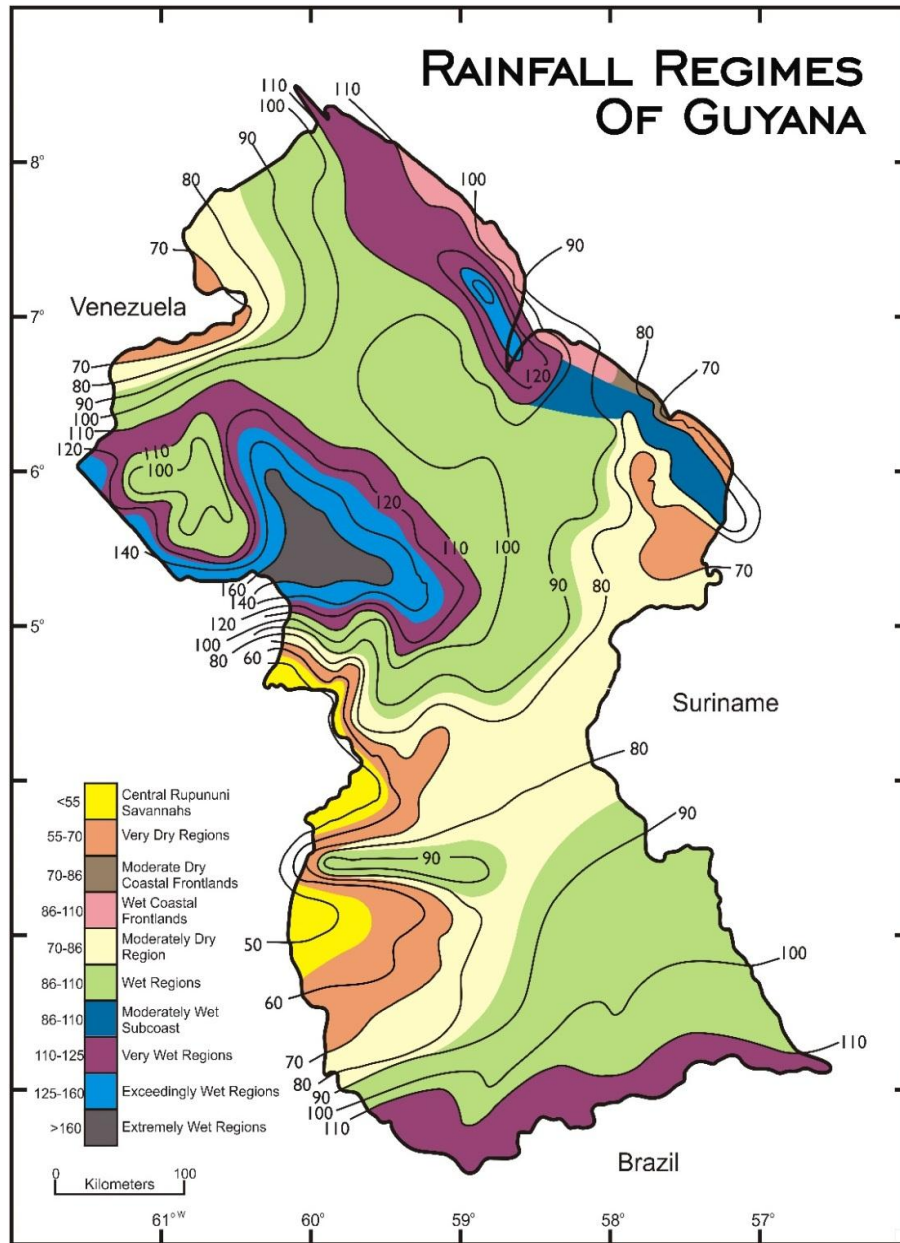 RAINFALL REGIMES
OF GUYANA
110
100
110
90
80
100
8°
70
90
Venezuela
7°
80
70
70
80
120
90
100
110
120
110
100
6°
120
140
110
100
90
80
70
160
140
120
5°
100
80
60
Suriname
80
90
90
50
100
60
70
110
80
90
100
110
Brazil
<55 Central Rupununi
Savannahs
55-70 Very Dry Regions
70-86 Moderate Dry
Coastal Frontlands
86-110 Wet Coastal
Frontlands
70-86 Moderately Dry
Region
86-110 Wet Regions
86-110 Moderately Wet
Subcoast
110-125 Very Wet Regions
125-160 Exceedingly Wet Regions
>160 Extremely Wet Regions
0 100
Kilometers
61° W 60° 59° 58° 57°